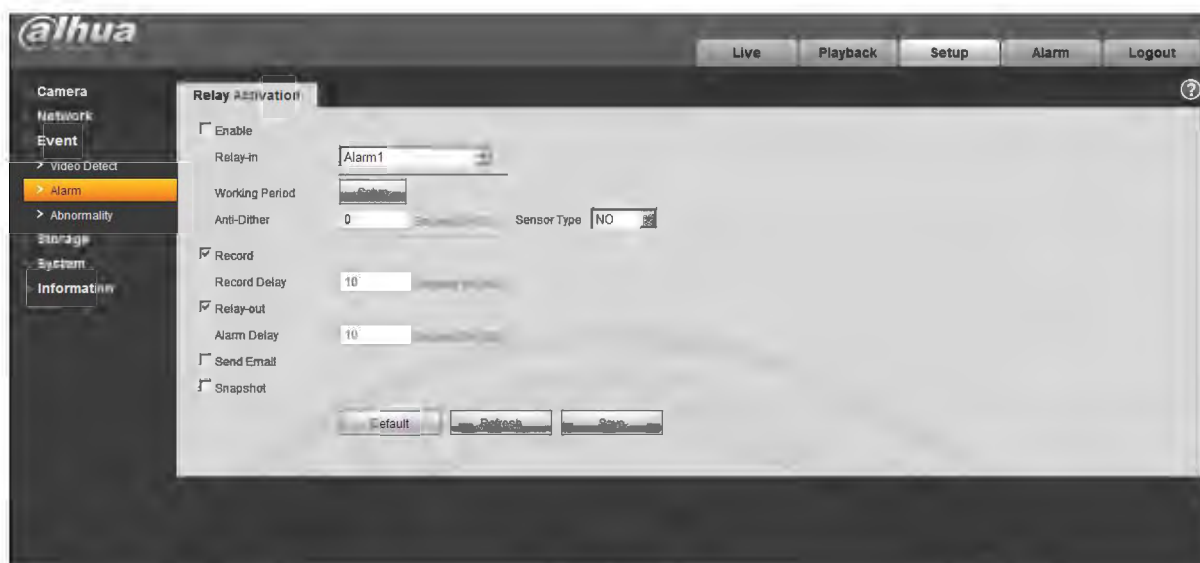 alhua
Live Playback Setup Alarm Logout
Camera
Network
Event
> Video Detect
> Alarm
> Abnormality
Storage
System
Information
Relay Activation
Enable
Relay-in Alarm1
Working Period Setup
Anti-Dither 0 Sensor Type NO
Record
Record Delay 10
Relay-out
Alarm Delay 10
Send Email
Snapshot
Default Refresh Save